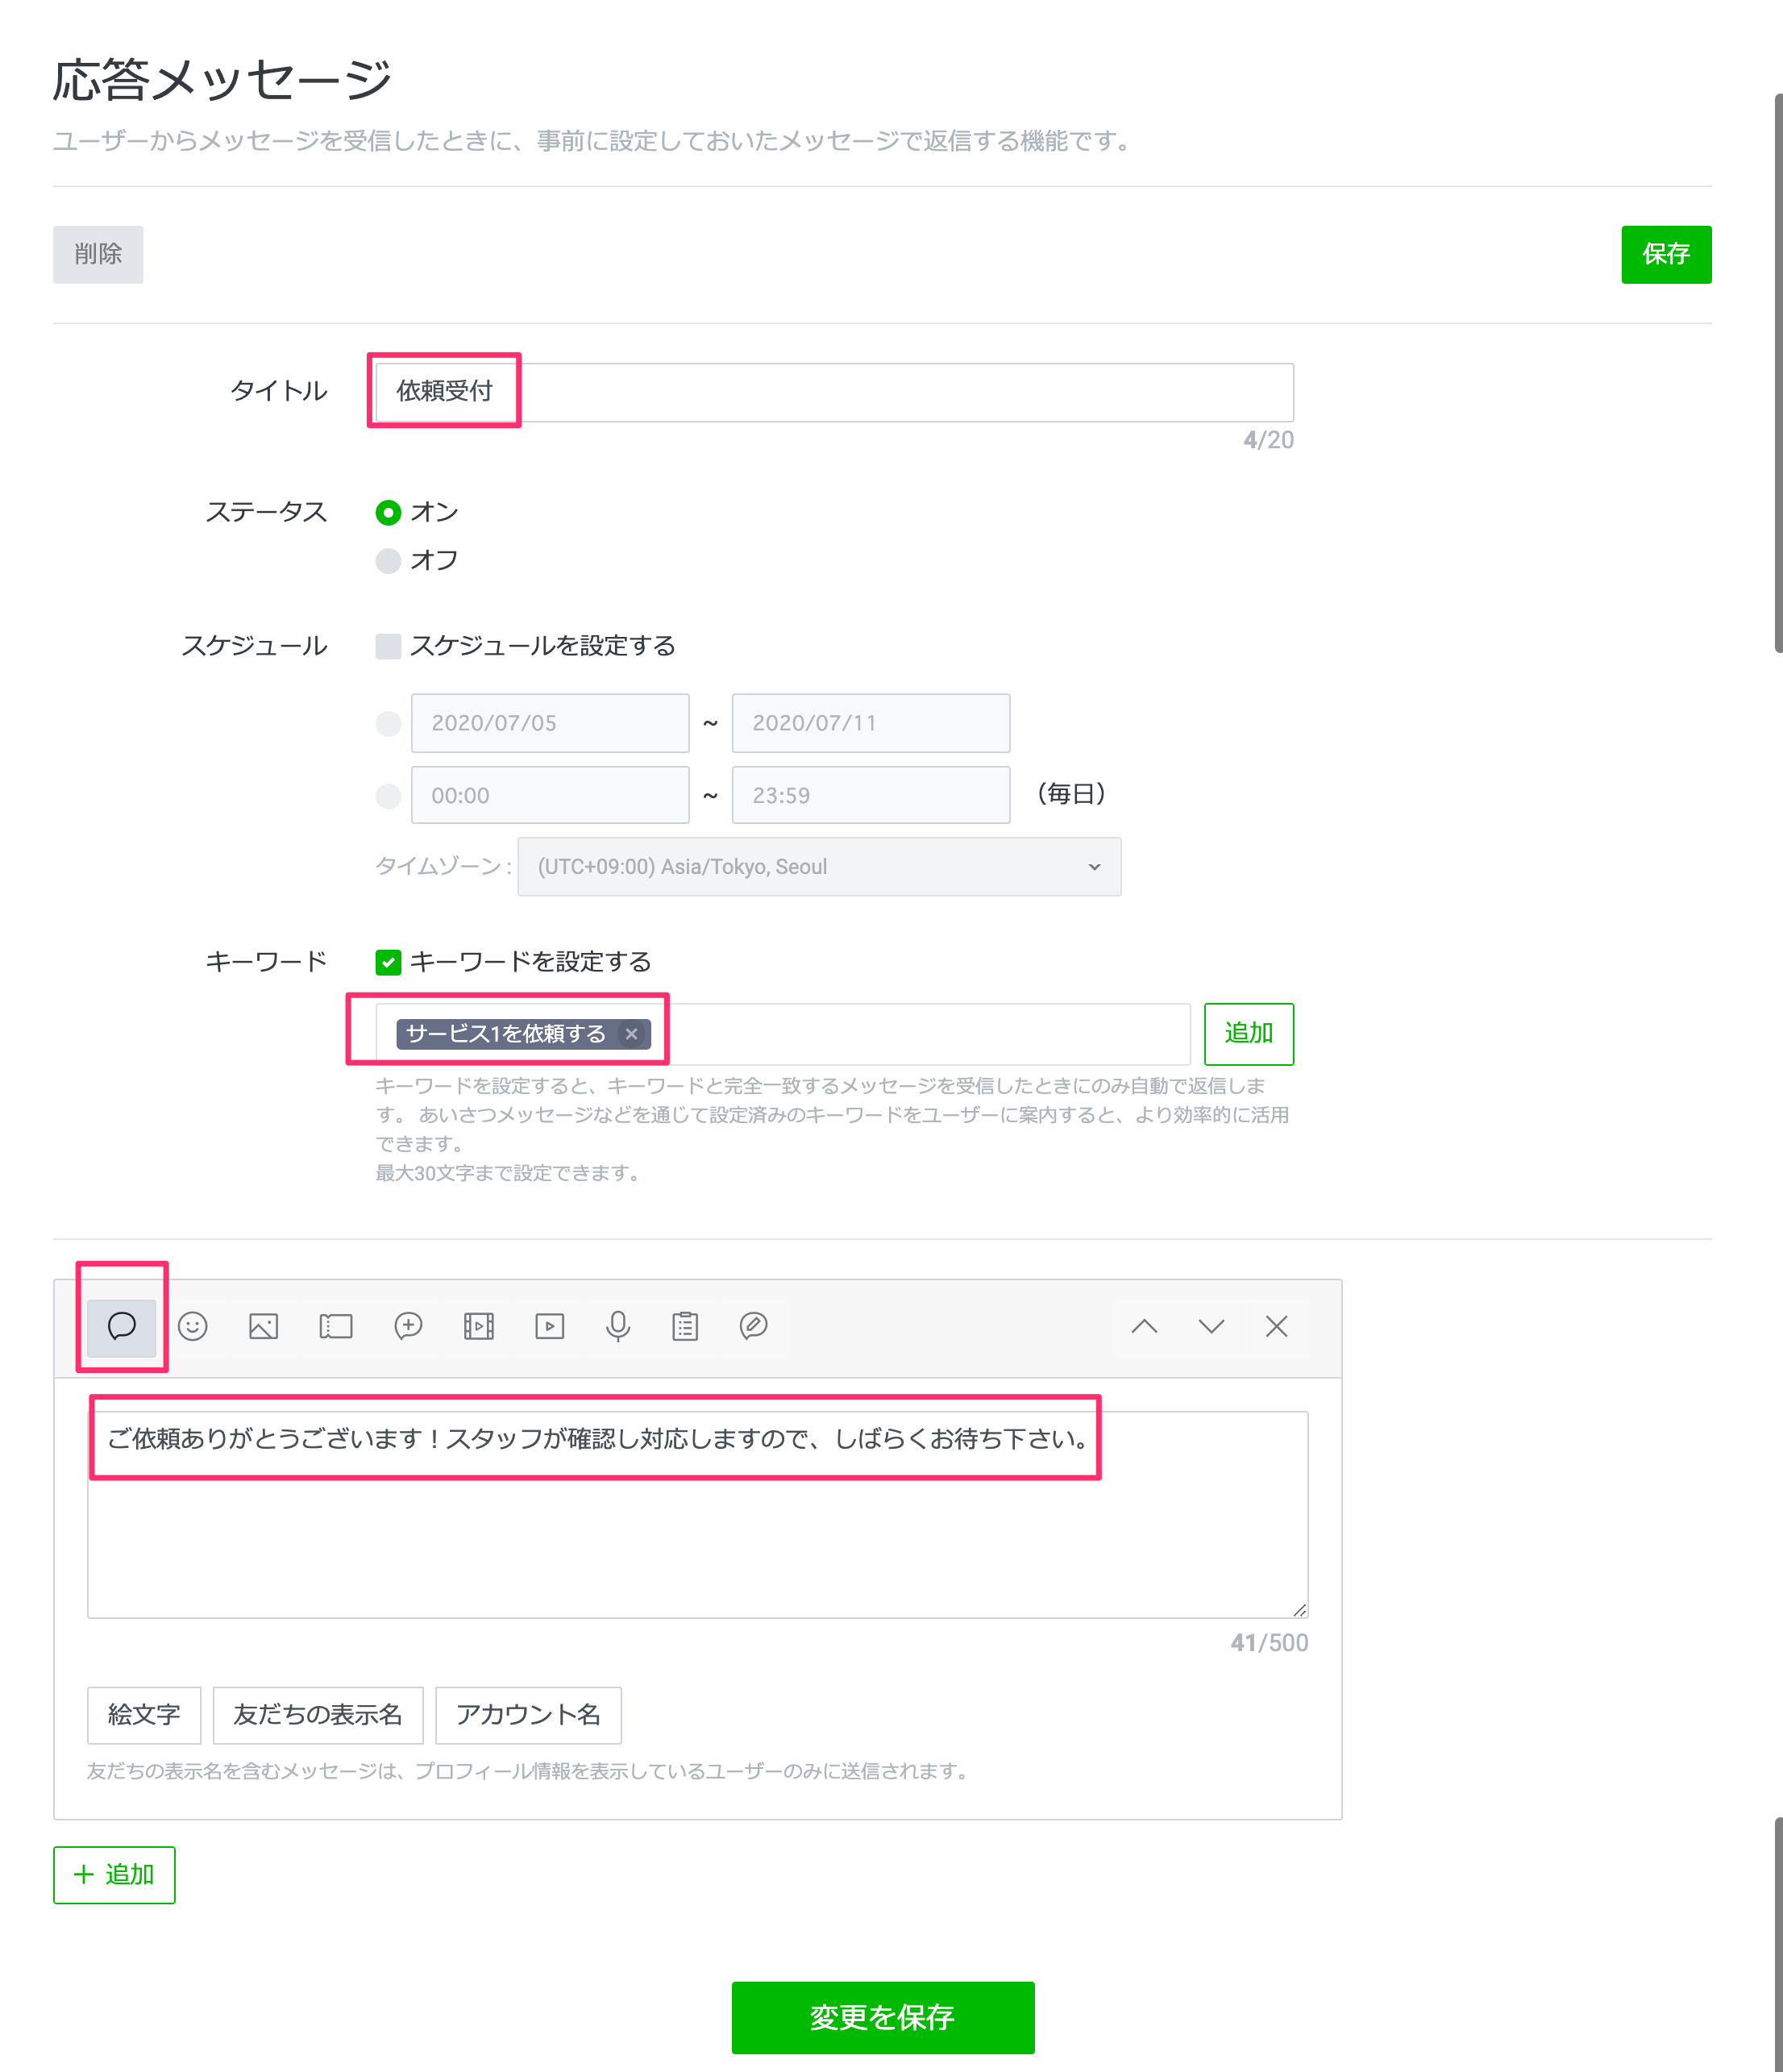 応答メッセージ
ユーザーからメッセージを受信したときに、事前に設定しておいたメッセージで返信する機能です。
削除
保存
タイトル
依頼受付
4/20
ステータス
オン
オフ
スケジュール
スケジュールを設定する
2020/07/05 ~ 2020/07/11
00:00 ~ 23:59 (毎日)
タイムゾーン : (UTC+09:00) Asia/Tokyo, Seoul
キーワード
キーワードを設定する
サービス1を依頼する ×
追加
キーワードを設定すると、キーワードと完全一致するメッセージを受信したときにのみ自動で返信しま
す。 あいさつメッセージなどを通じて設定済みのキーワードをユーザーに案内すると、より効率的に活用
できます。
最大30文字まで設定できます。
ご依頼ありがとうございます！スタッフが確認し対応しますので、しばらくお待ち下さい。
41/500
絵文字
友だちの表示名
アカウント名
友だちの表示名を含むメッセージは、プロフィール情報を表示しているユーザーのみに送信されます。
+ 追加
変更を保存